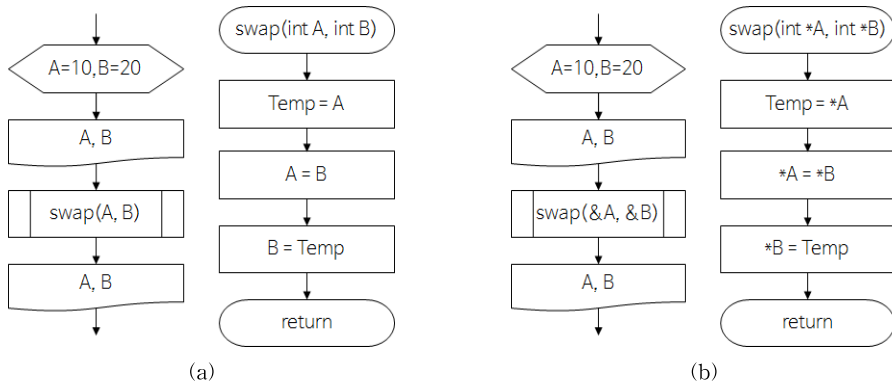 A=10,B=20
A, B
swap(A, B)
A, B
swap(int A, int B)
Temp = A
A = B
B = Temp
return
(a)
A=10,B=20
A, B
swap(&A, &B)
A, B
swap(int *A, int *B)
Temp = *A
*A = *B
*B = Temp
return
(b)